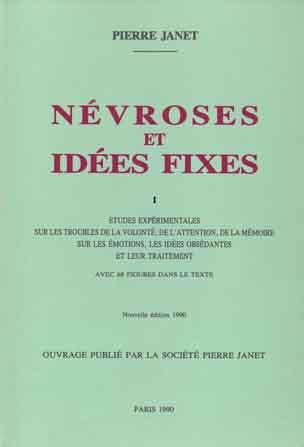 PIERRE JANET
NÉVROSES
ET
IDÉES FIXES
I
ETUDES EXPÉRIMENTALES
SUR LES TROUBLES DE LA VOLONTÉ, DE L'ATTENTION, DE LA MÉMOIRE
SUR LES ÉMOTIONS, LES IDÉES OBSÉDANTES
ET LEUR TRAITEMENT
AVEC 68 FIGURES DANS LE TEXTE
Nouvelle édition 1990
OUVRAGE PUBLIÉ PAR LA SOCIÉTÉ PIERRE JANET
PARIS 1990